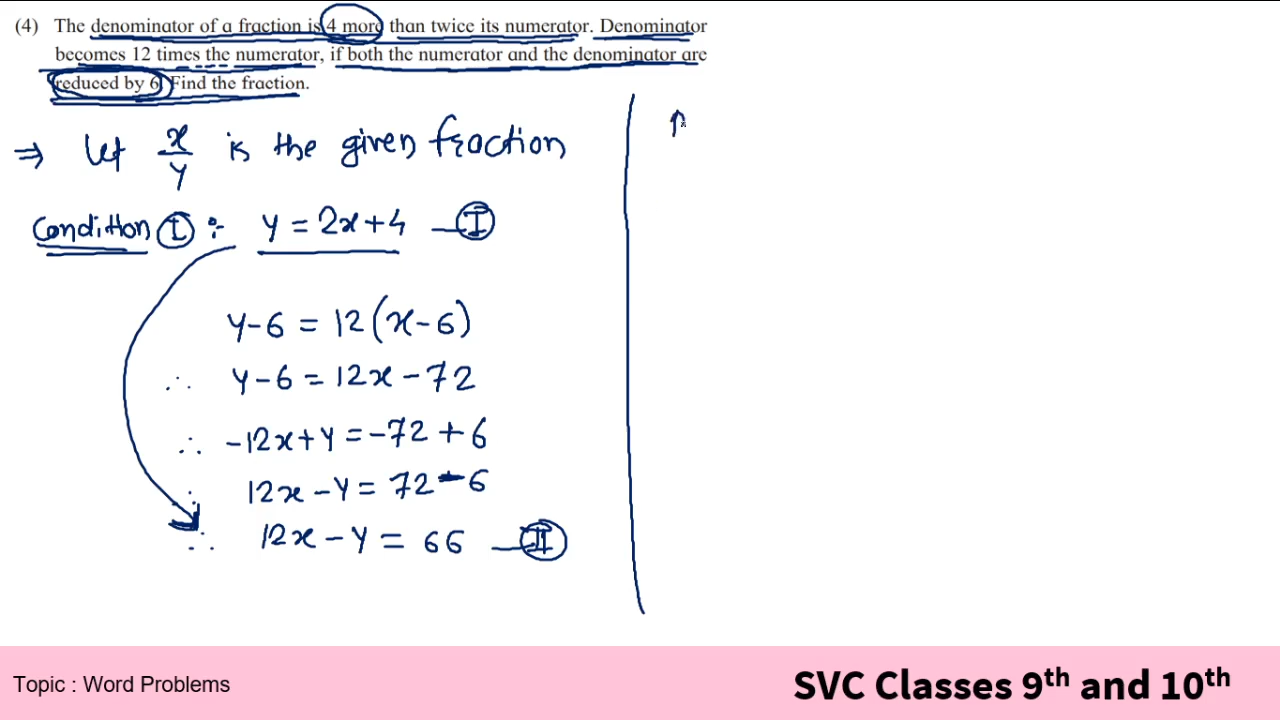 (4) The denominator of a fraction is 4 more than twice its numerator. Denominator
becomes 12 times the numerator, if both the numerator and the denominator are
reduced by 6. Find the fraction.
⇒ Let x/y is the given fraction
Condition I :- y = 2x+4 — I
y-6 = 12(x-6)
∴ y-6 = 12x-72
∴ -12x+y = -72+6
∴ 12x-y = 72-6
∴ 12x-y = 66 — II
Topic : Word Problems
SVC Classes 9th and 10th